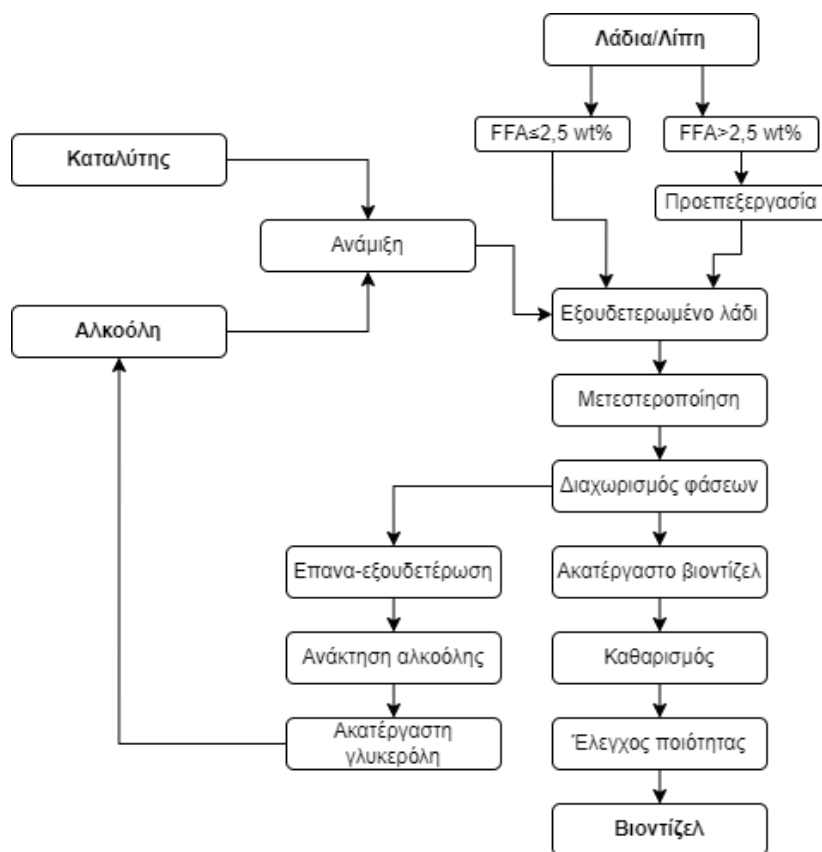 Λάδια/Λίπη
FFA≤2,5 wt%
FFA>2,5 wt%
Καταλύτης
Προεπεξεργασία
Ανάμιξη
Αλκοόλη
Εξουδετερωμένο λάδι
Μετεστεροποίηση
Διαχωρισμός φάσεων
Επανα-εξουδετέρωση
Ακατέργαστο βιοντίζελ
Ανάκτηση αλκοόλης
Καθαρισμός
Ακατέργαστη
γλυκερόλη
Έλεγχος ποιότητας
Βιοντίζελ